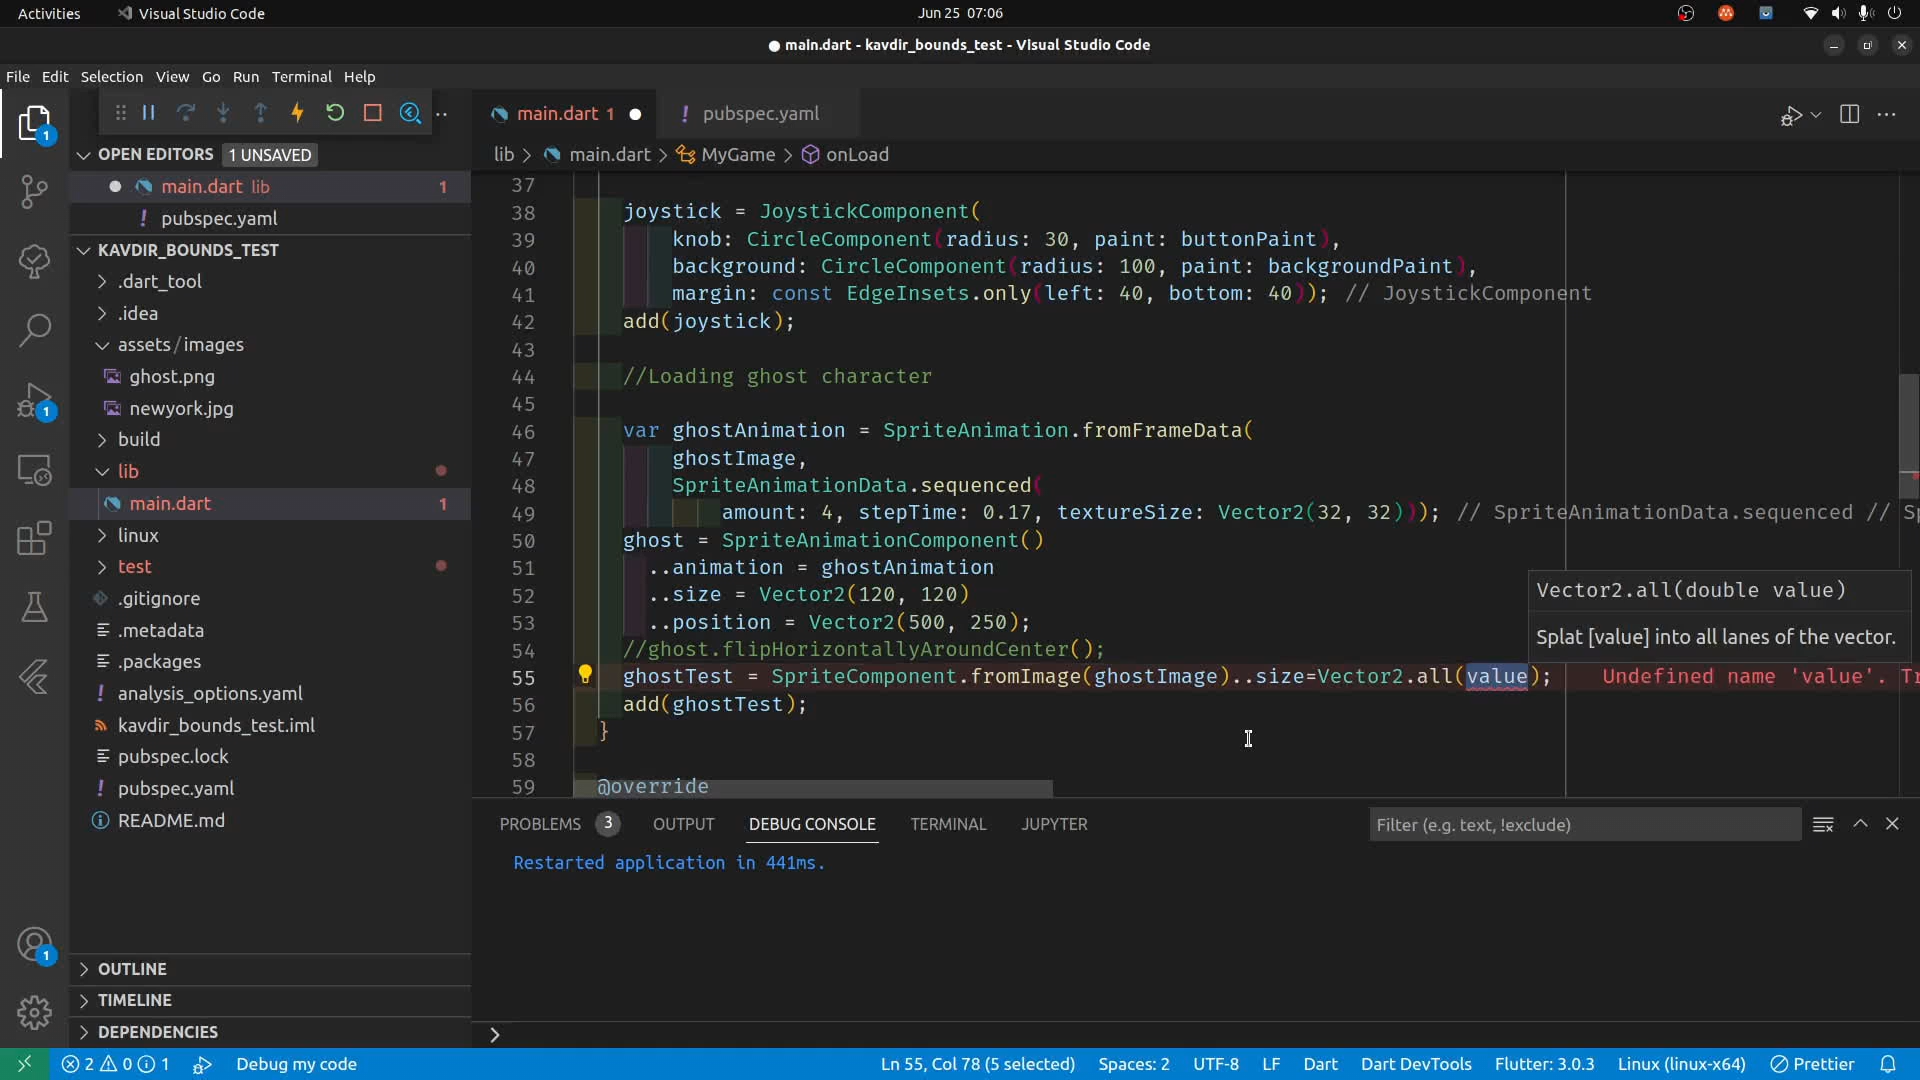 Activities
Visual Studio Code
Jun 25 07:06
● main.dart - kavdir_bounds_test - Visual Studio Code
File Edit Selection View Go Run Terminal Help
main.dart 1
pubspec.yaml
OPEN EDITORS 1 UNSAVED
main.dart lib 1
pubspec.yaml
KAVDIR_BOUNDS_TEST
.dart_tool
.idea
assets/images
ghost.png
newyork.jpg
build
lib
main.dart 1
linux
test
.gitignore
.metadata
.packages
analysis_options.yaml
kavdir_bounds_test.iml
pubspec.lock
pubspec.yaml
README.md
OUTLINE
TIMELINE
DEPENDENCIES
1
1
1
lib > main.dart > MyGame > onLoad
37
38 joystick = JoystickComponent(
39 knob: CircleComponent(radius: 30, paint: buttonPaint),
40 background: CircleComponent(radius: 100, paint: backgroundPaint),
41 margin: const EdgeInsets.only(left: 40, bottom: 40)); // JoystickComponent
42 add(joystick);
43
44 //Loading ghost character
45
46 var ghostAnimation = SpriteAnimation.fromFrameData(
47 ghostImage,
48 SpriteAnimationData.sequenced(
49 amount: 4, stepTime: 0.17, textureSize: Vector2(32, 32))); // SpriteAnimationData.sequenced // S
50 ghost = SpriteAnimationComponent()
51 ..animation = ghostAnimation
52 ..size = Vector2(120, 120)
53 ..position = Vector2(500, 250);
54 //ghost.flipHorizontallyAroundCenter();
55 ghostTest = SpriteComponent.fromImage(ghostImage)..size=Vector2.all(value); Undefined name 'value'. Tr
56 add(ghostTest);
57 }
58
59 @override
Vector2.all(double value)
Splat [value] into all lanes of the vector.
PROBLEMS 3 OUTPUT DEBUG CONSOLE TERMINAL JUPYTER
Filter (e.g. text, !exclude)
Restarted application in 441ms.
2 0 1 Debug my code
Ln 55, Col 78 (5 selected) Spaces: 2 UTF-8 LF Dart Dart DevTools Flutter: 3.0.3 Linux (linux-x64) Prettier